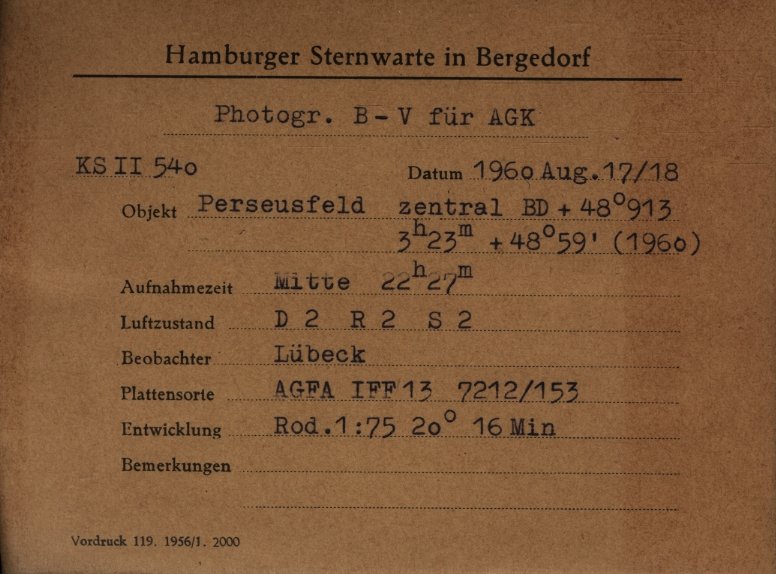 Hamburger Sternwarte in Bergedorf
Photogr. B-V für AGK
KS II 540 Datum 1960 Aug.17/18
Objekt Perseusfeld zentral BD + 48°913
3ʰ23ᵐ +48°59' (1960)
Aufnahmezeit Mitte 22ʰ27ᵐ
Luftzustand D 2 R 2 S 2
Beobachter Lübeck
Plattensorte AGFA IFF13 7212/153
Entwicklung Rod.1:75 20° 16 Min
Bemerkungen
Vordruck 119. 1956/1. 2000